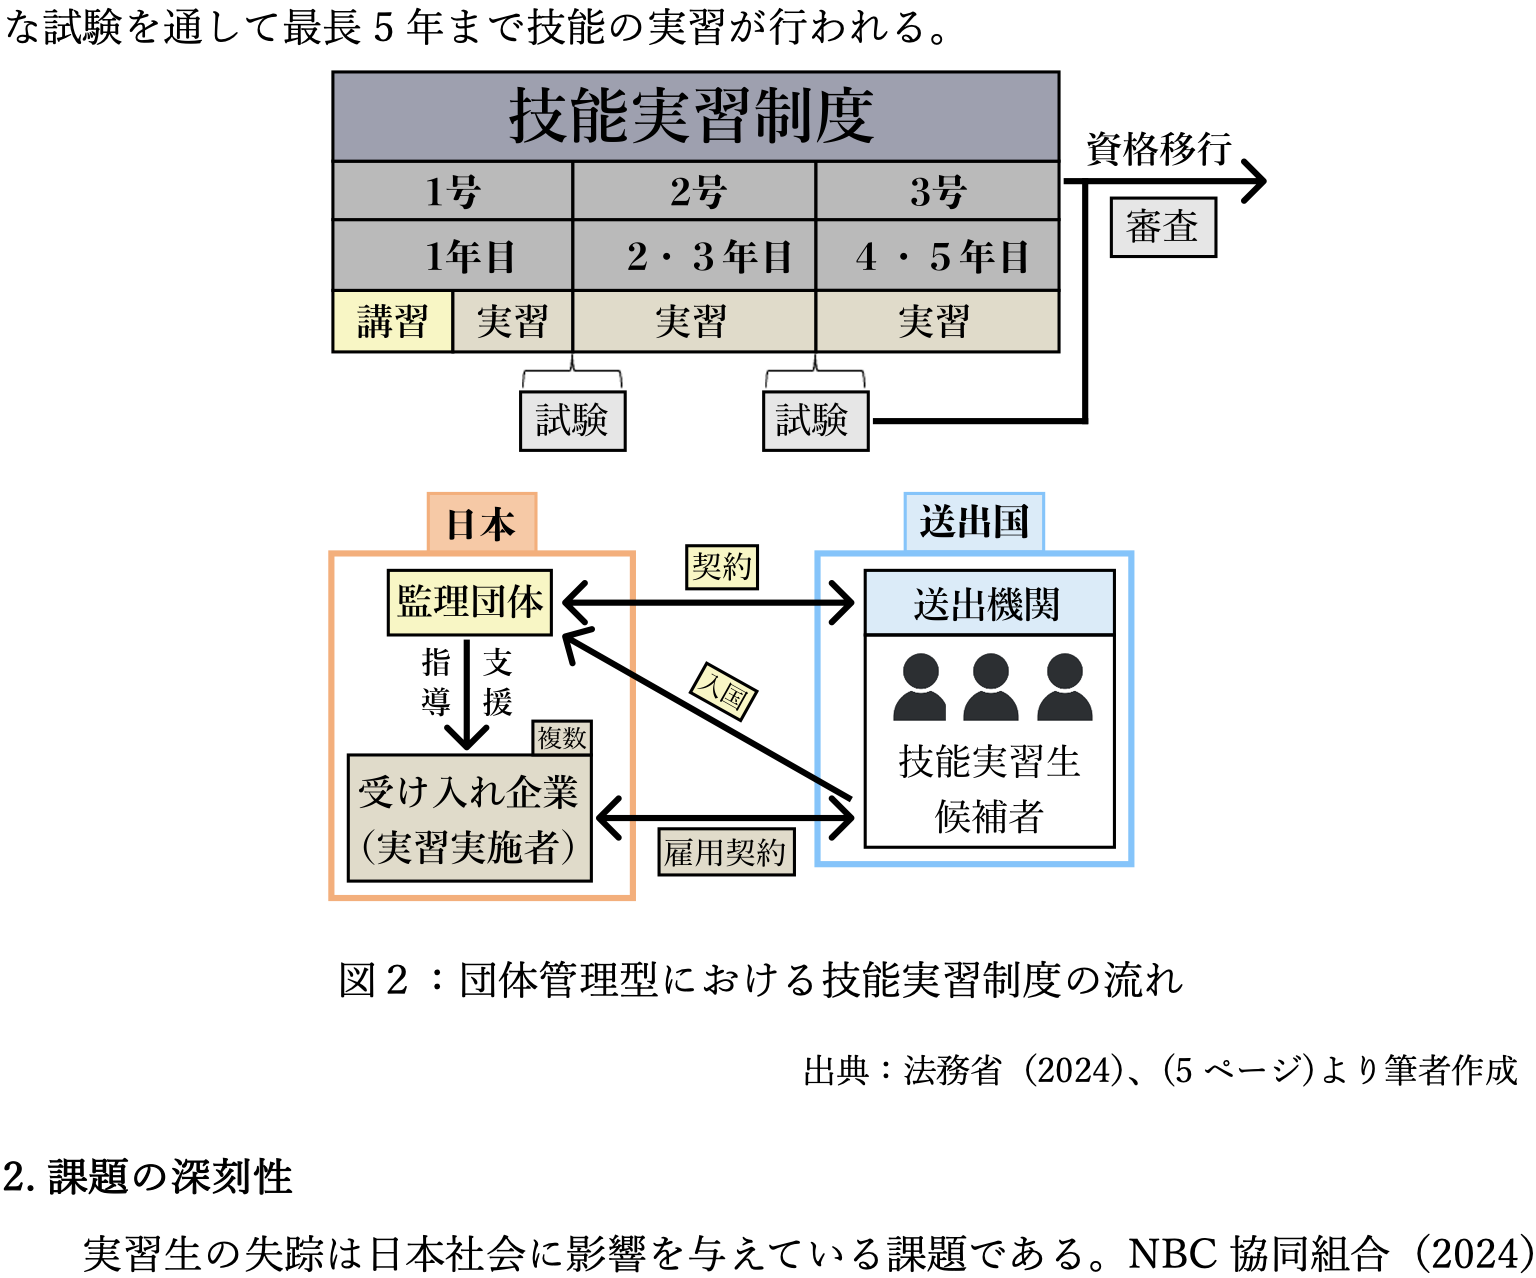 な試験を通して最長 5 年まで技能の実習が行われる。
技能実習制度
1号 2号 3号
1年目 2・3年目 4・5年目
講習 実習 実習 実習
資格移行
審査
試験 試験
日本 送出国
監理団体 契約 送出機関
指導 支援
入国
複数
受け入れ企業
（実習実施者）
雇用契約
技能実習生
候補者
図 2 ：団体管理型における技能実習制度の流れ
出典：法務省（2024）、(5 ページ)より筆者作成
2. 課題の深刻性
実習生の失踪は日本社会に影響を与えている課題である。NBC 協同組合（2024）